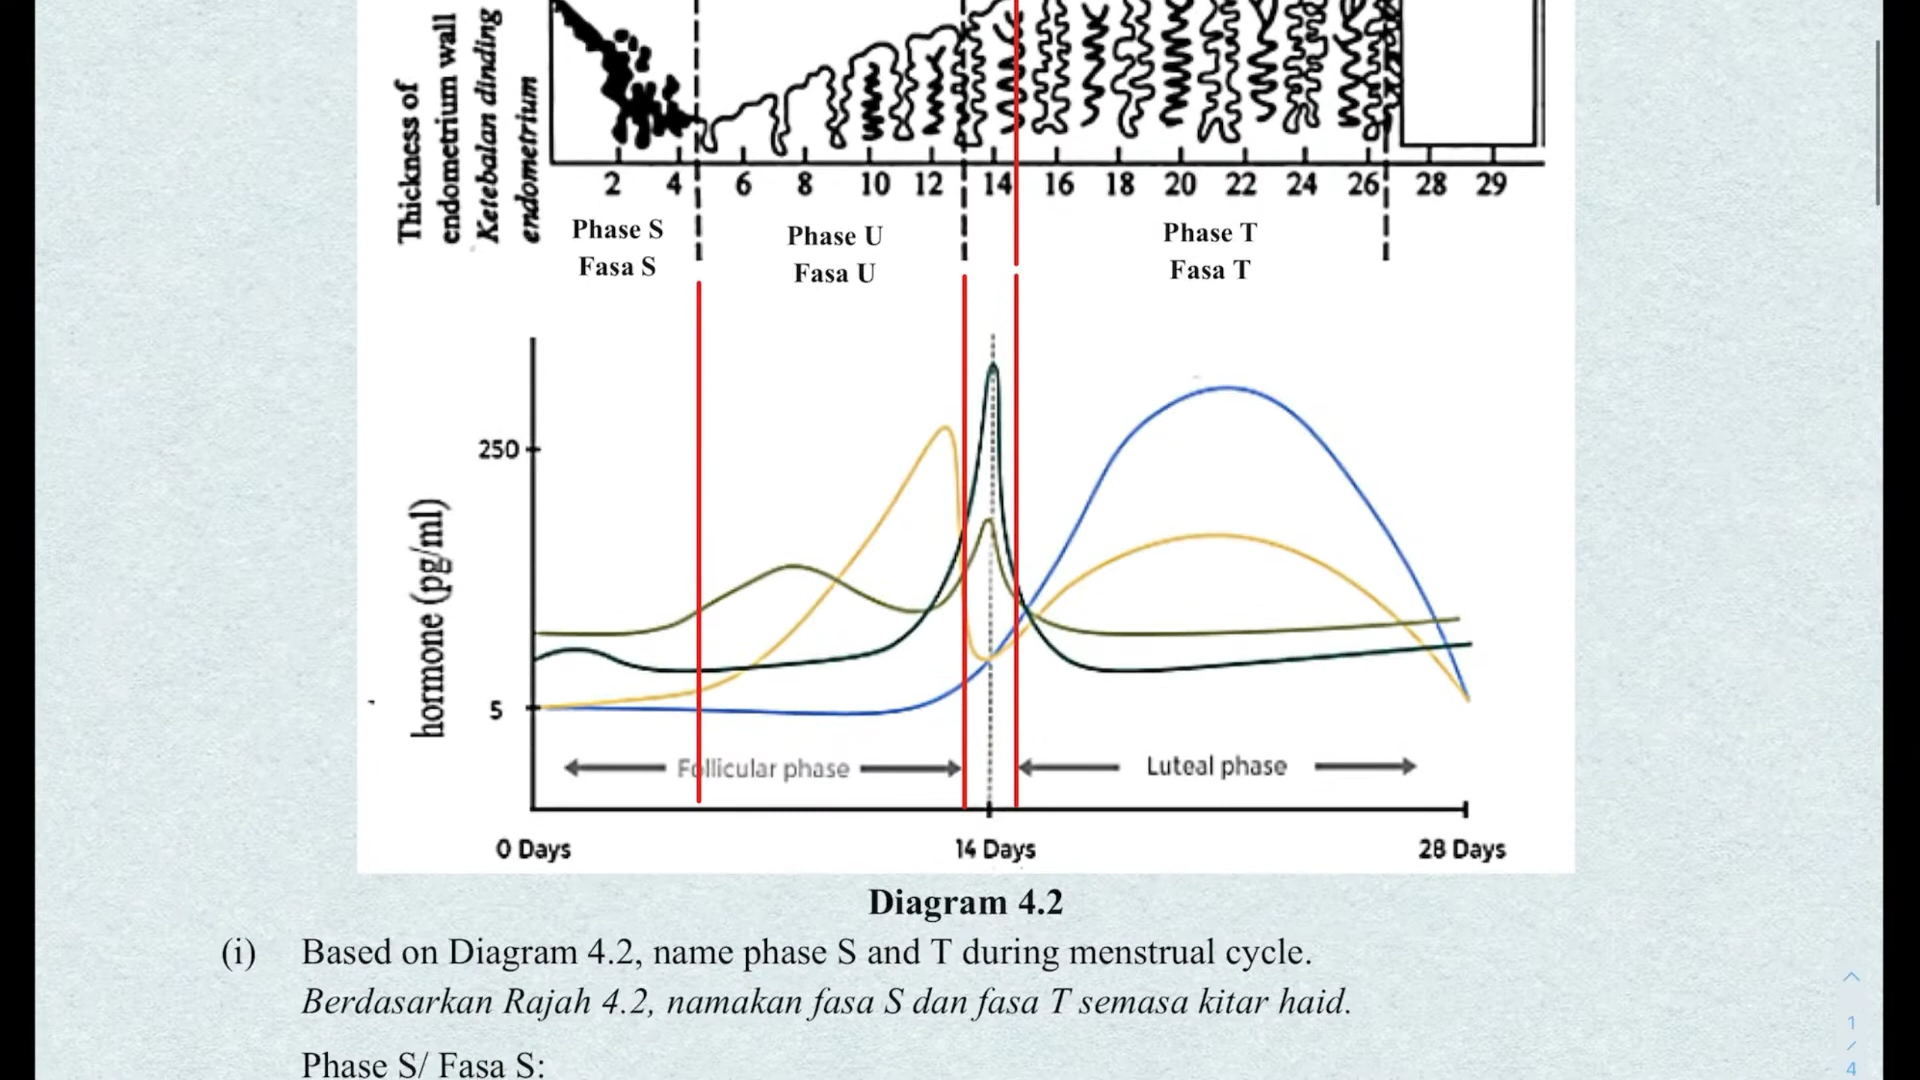 Thickness of
endometrium wall
Ketebalan dinding
endometrium
2 4 6 8 10 12 14 16 18 20 22 24 26 28 29
Phase S
Fasa S
Phase U
Fasa U
Phase T
Fasa T
hormone (pg/ml)
250
5
Follicular phase
Luteal phase
0 Days
14 Days
28 Days
Diagram 4.2
(i) Based on Diagram 4.2, name phase S and T during menstrual cycle.
Berdasarkan Rajah 4.2, namakan fasa S dan fasa T semasa kitar haid.
Phase S/ Fasa S:
1
/
4